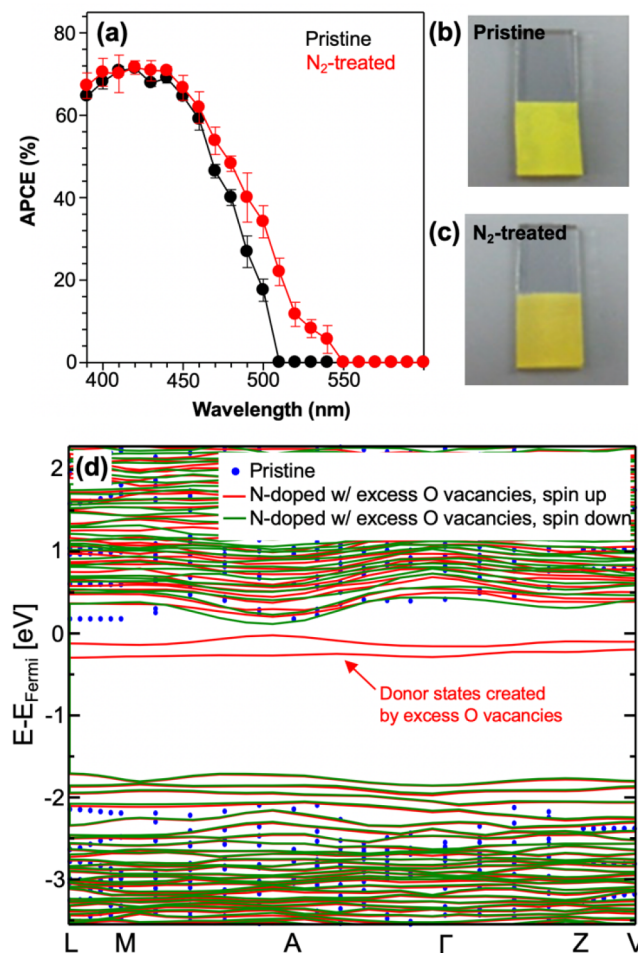 (a)
Pristine
N₂-treated
80
60
40
20
0
APCE (%)
400
450
500
550
Wavelength (nm)
(b)
Pristine
(c)
N₂-treated
(d)
Pristine
N-doped w/ excess O vacancies, spin up
N-doped w/ excess O vacancies, spin down
2
1
0
-1
-2
-3
E-E_Fermi [eV]
Donor states created
by excess O vacancies
L M A Γ Z V